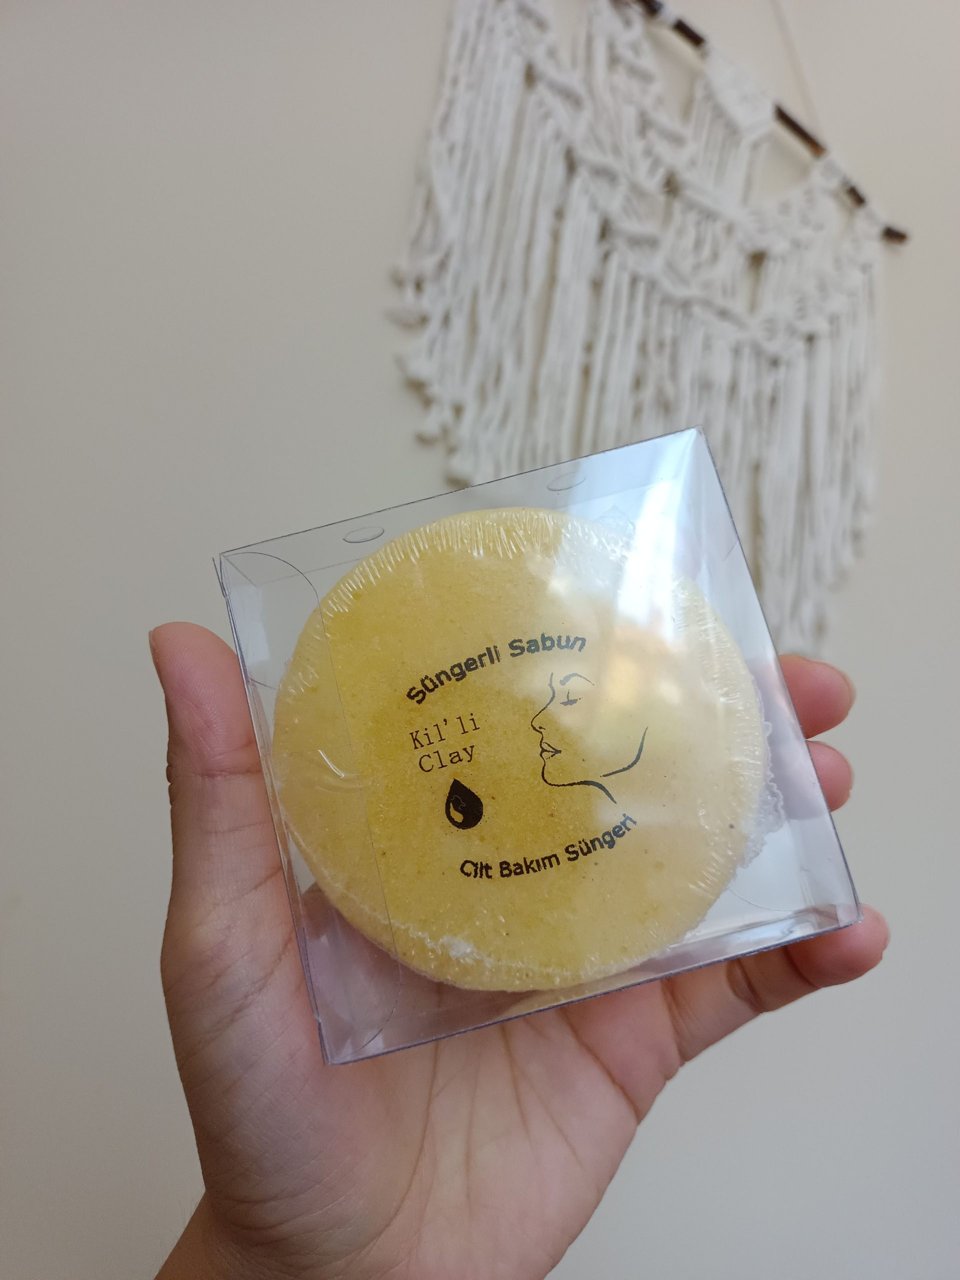 Süngerli Sabun
Kil'li
Clay
Cilt Bakım Süngeri